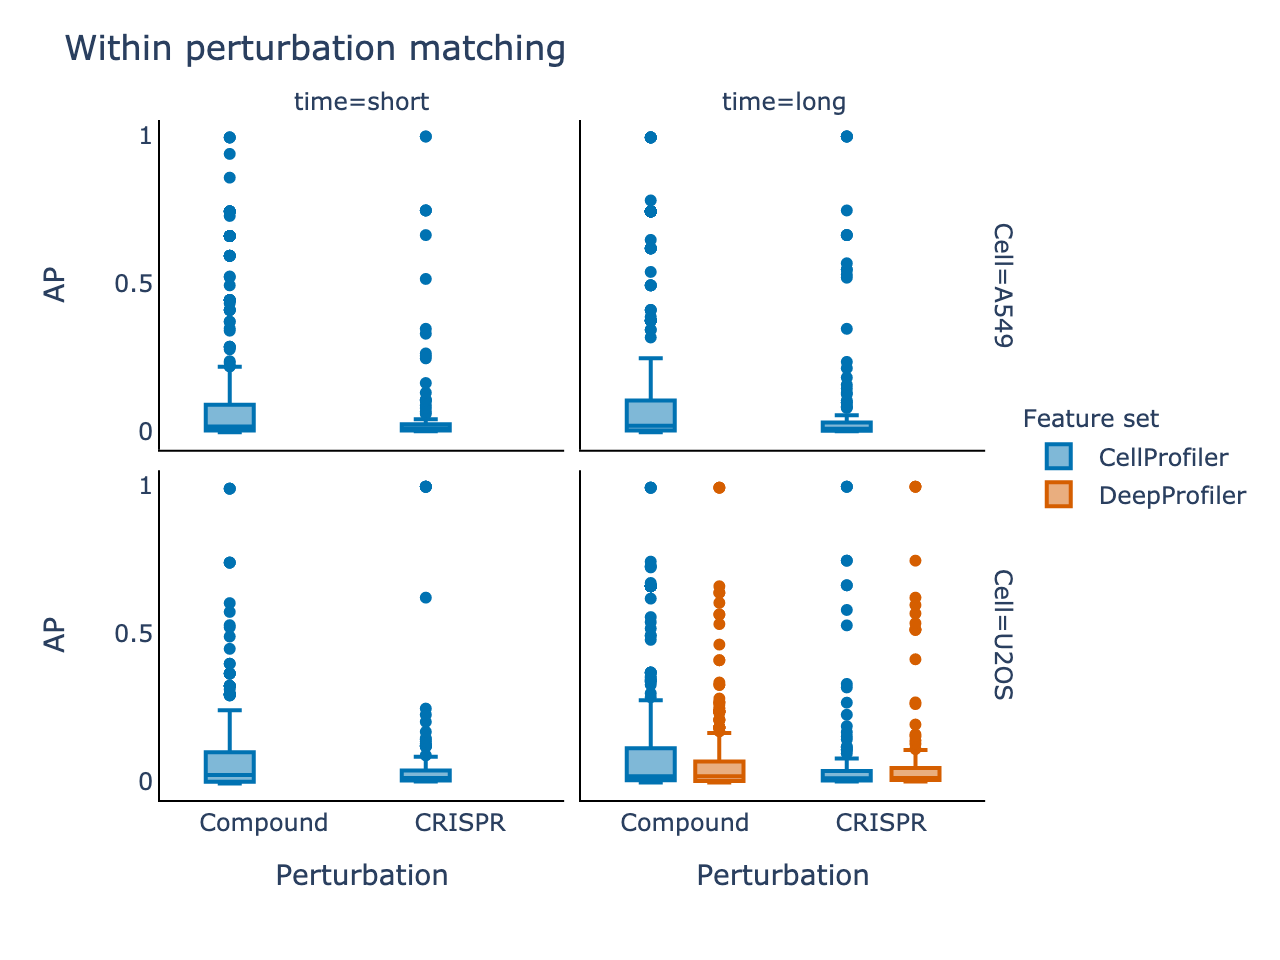 Within perturbation matching
time=short
time=long
1
0.5
0
AP
Cell=A549
1
0.5
0
AP
Cell=U2OS
Feature set
CellProfiler
DeepProfiler
Compound
CRISPR
Compound
CRISPR
Perturbation
Perturbation